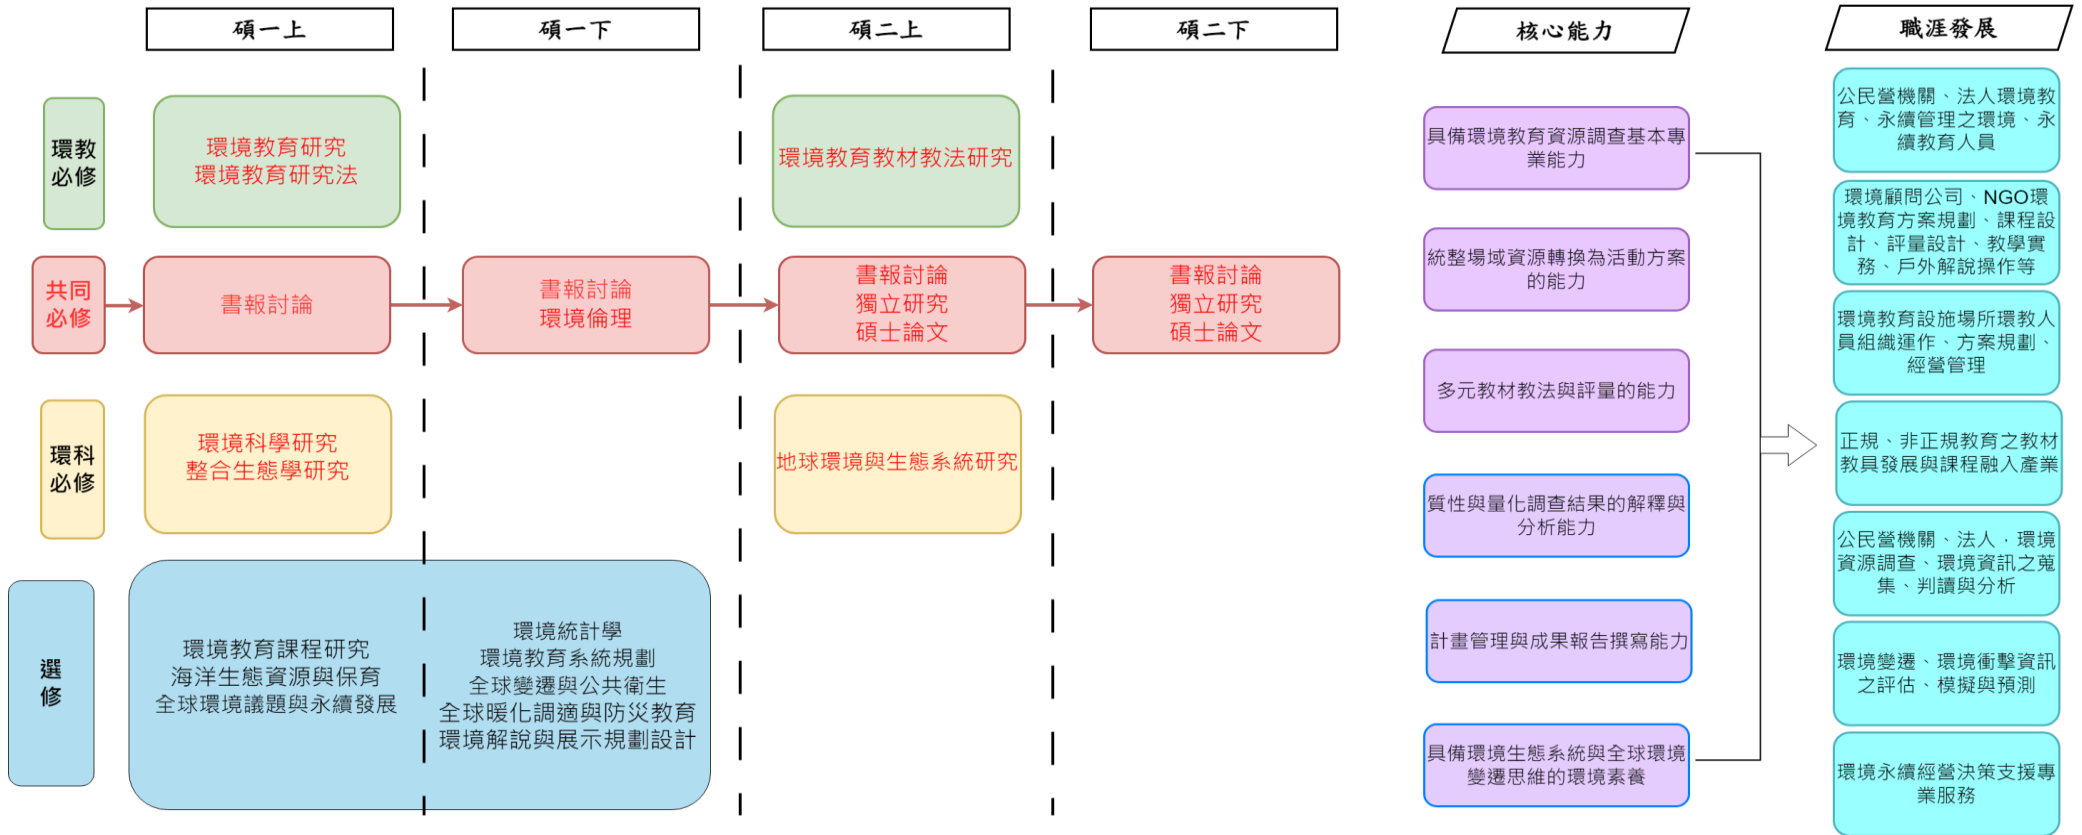 碩一上
碩一下
碩二上
碩二下
核心能力
職涯發展
環教
必修
環境教育研究
環境教育研究法
環境教育教材教法研究
共同
必修
書報討論
書報討論
環境倫理
書報討論
獨立研究
碩士論文
書報討論
獨立研究
碩士論文
環科
必修
環境科學研究
整合生態學研究
地球環境與生態系統研究
選
修
環境教育課程研究
海洋生態資源與保育
全球環境議題與永續發展
環境統計學
環境教育系統規劃
全球變遷與公共衛生
全球暖化調適與防災教育
環境解說與展示規劃設計
具備環境教育資源調查基本專
業能力
統整場域資源轉換為活動方案
的能力
多元教材教法與評量的能力
質性與量化調查結果的解釋與
分析能力
計畫管理與成果報告撰寫能力
具備環境生態系統與全球環境
變遷思維的環境素養
公民營機關、法人環境教
育、永續管理之環境、永
續教育人員
環境顧問公司、NGO環
境教育方案規劃、課程設
計、評量設計、教學實
務、戶外解說操作等
環境教育設施場所環教人
員組織運作、方案規劃、
經營管理
正規、非正規教育之教材
教具發展與課程融入產業
公民營機關、法人．環境
資源調查、環境資訊之蒐
集、判讀與分析
環境變遷、環境衝擊資訊
之評估、模擬與預測
環境永續經營決策支援專
業服務